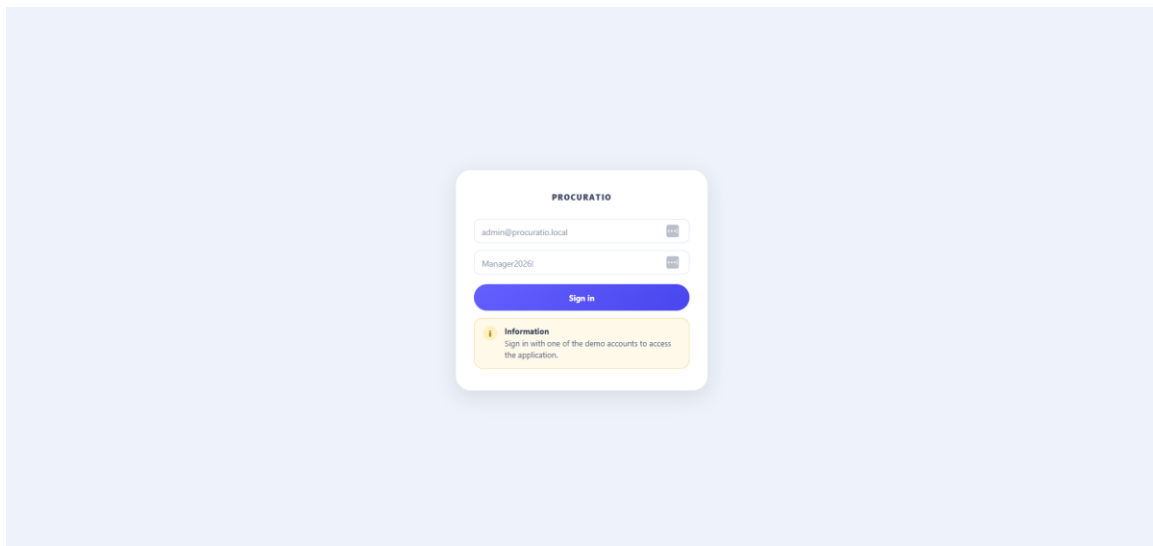 PROCURATIO
admin@procuratio.local
Manager2026!
Sign in
Information
Sign in with one of the demo accounts to access
the application.